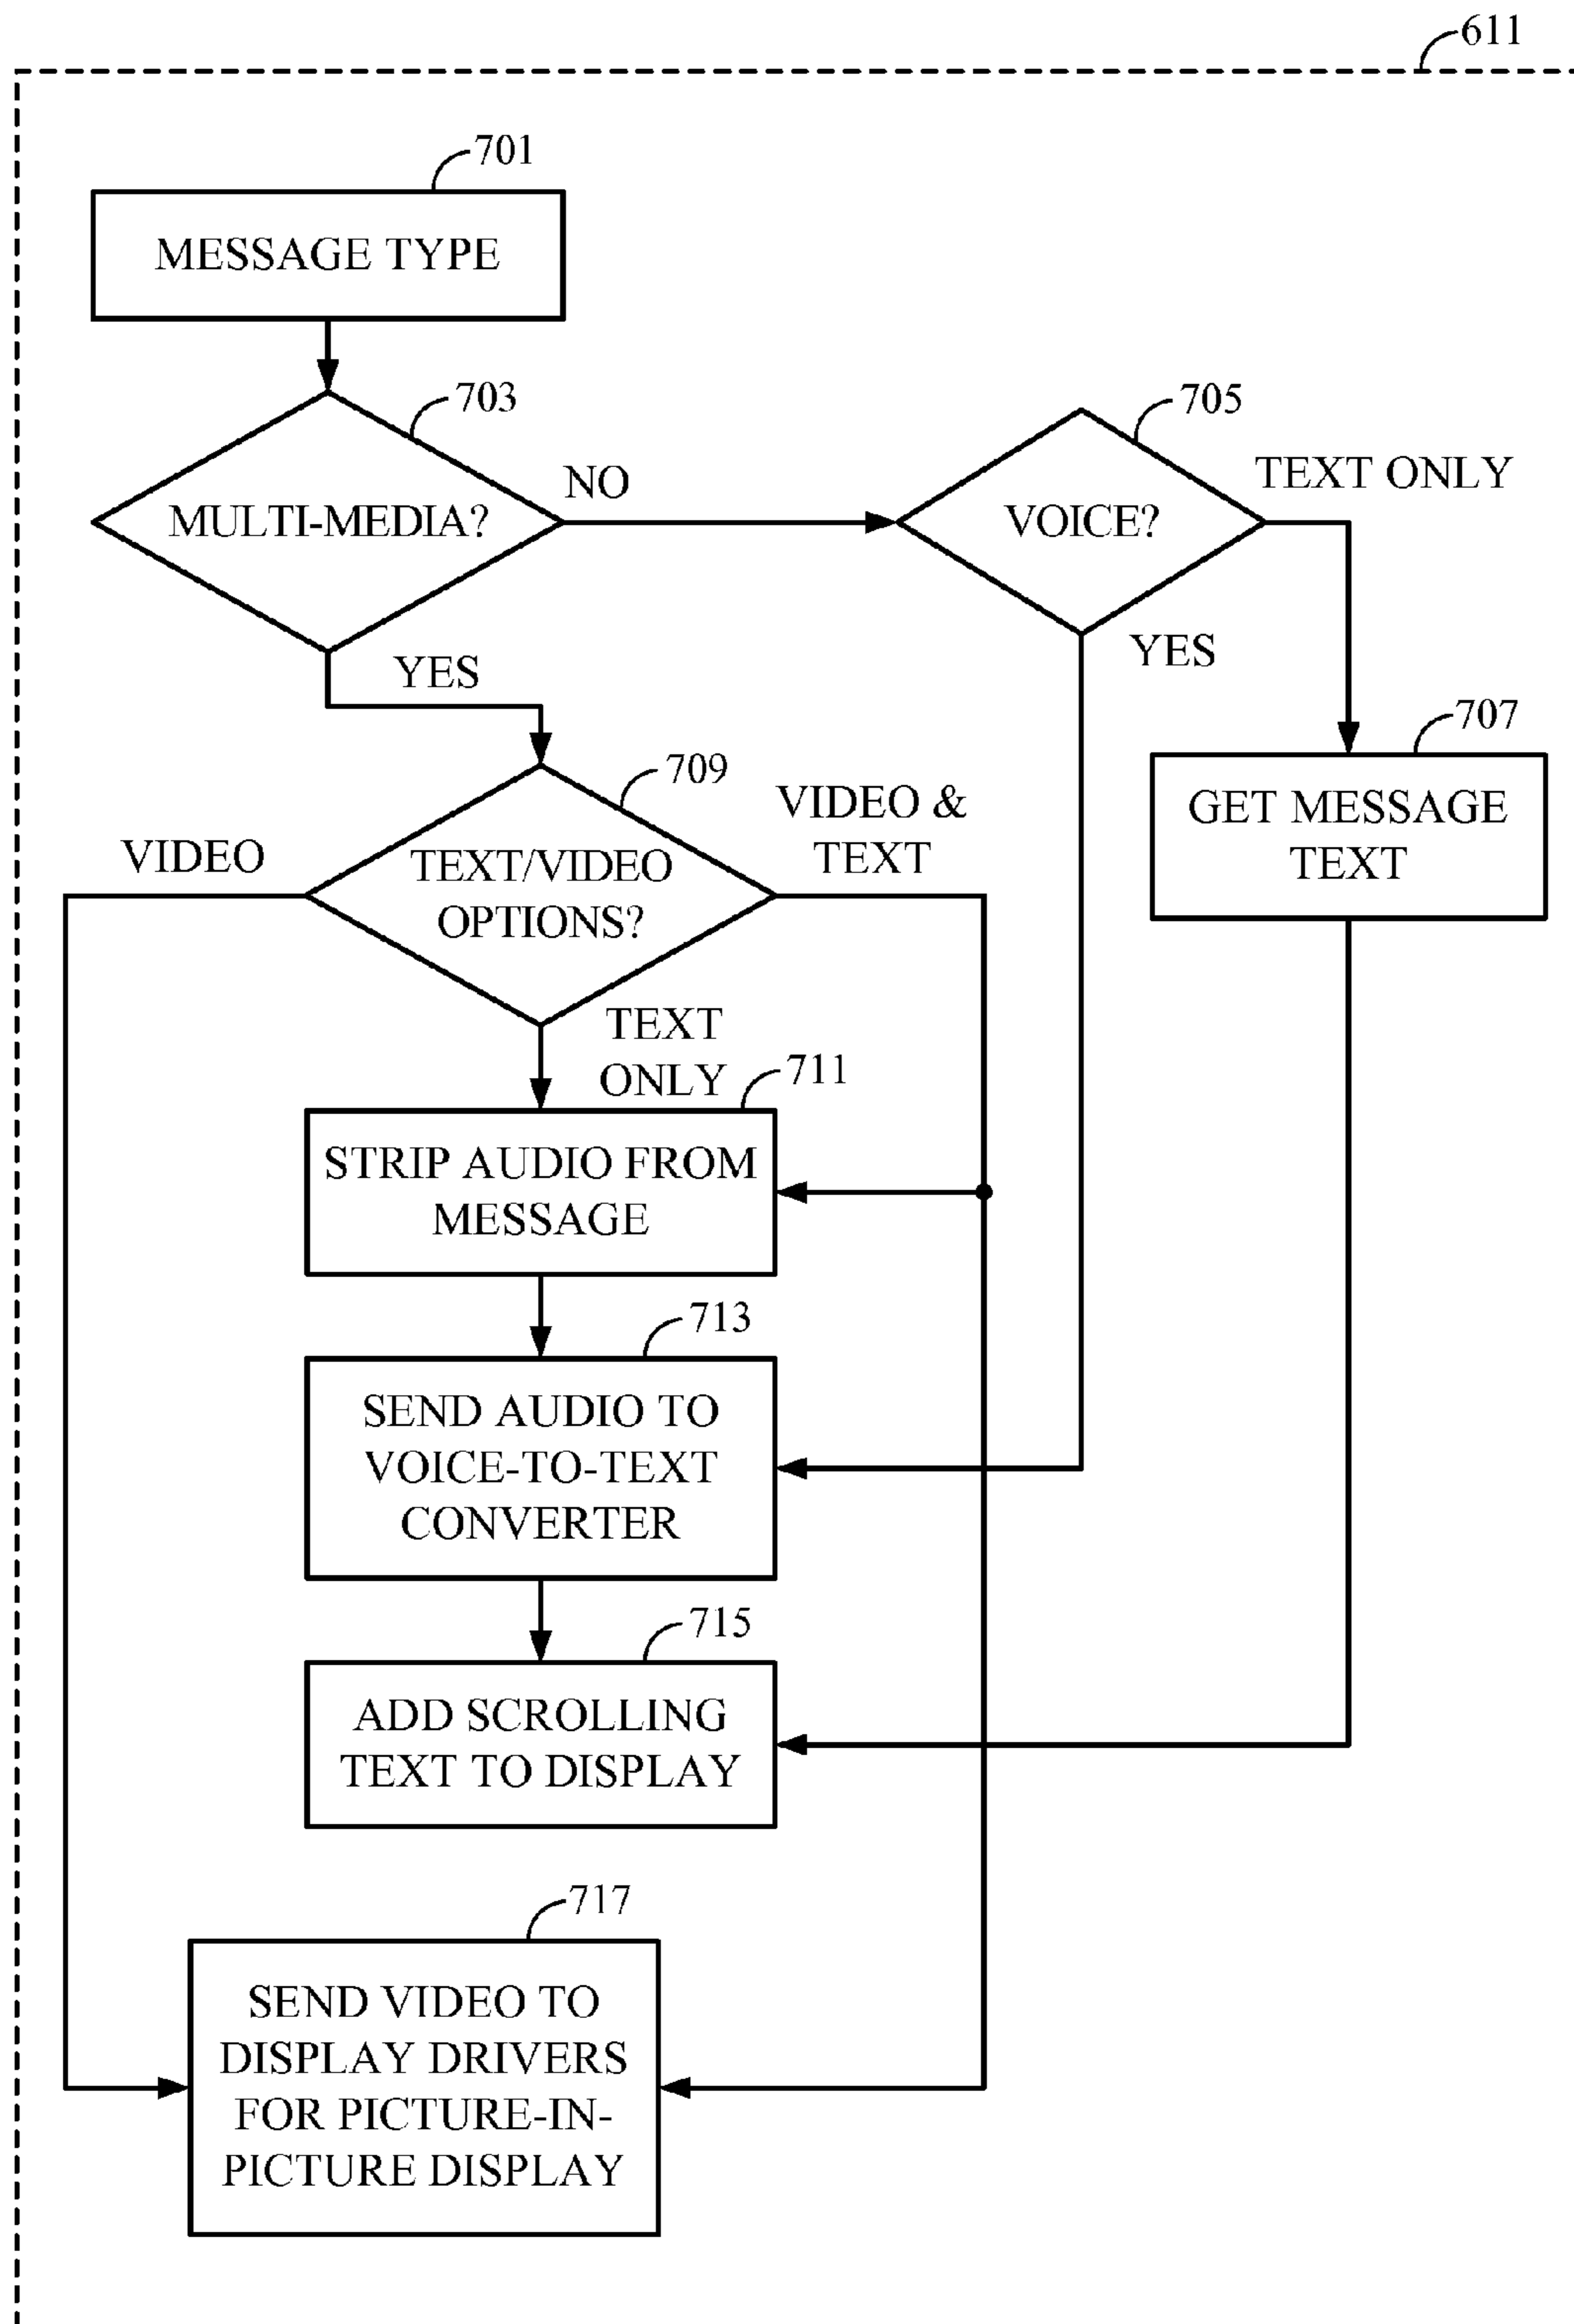 611
701
MESSAGE TYPE
703
MULTI-MEDIA?
NO
705
VOICE?
TEXT ONLY
YES
YES
707
GET MESSAGE
TEXT
709
TEXT/VIDEO
OPTIONS?
VIDEO
VIDEO &
TEXT
TEXT
ONLY
711
STRIP AUDIO FROM
MESSAGE
713
SEND AUDIO TO
VOICE-TO-TEXT
CONVERTER
715
ADD SCROLLING
TEXT TO DISPLAY
717
SEND VIDEO TO
DISPLAY DRIVERS
FOR PICTURE-IN-
PICTURE DISPLAY